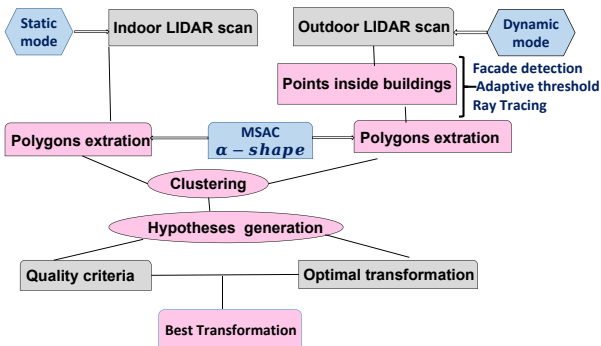 Static
mode
Indoor LIDAR scan
Outdoor LIDAR scan
Dynamic
mode
Points inside buildings
Facade detection
Adaptive threshold
Ray Tracing
Polygons extration
MSAC
α − shape
Polygons extration
Clustering
Hypotheses generation
Quality criteria
Optimal transformation
Best Transformation